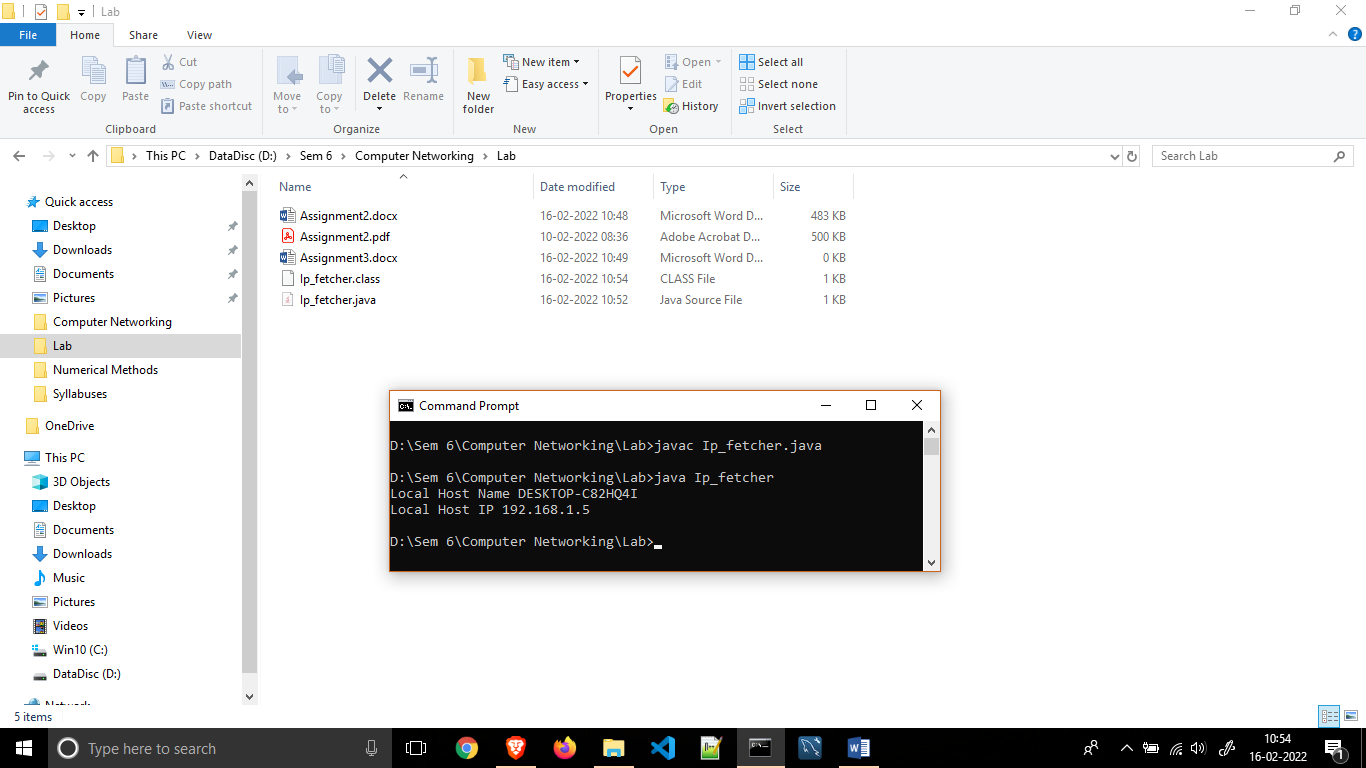 Lab
File Home Share View
Pin to Quick access
Copy
Paste
Cut
Copy path
Paste shortcut
Clipboard
Move to
Copy to
Delete
Rename
Organize
New folder
New item
Easy access
New
Properties
Open
Edit
History
Open
Select all
Select none
Invert selection
Select
This PC > DataDisc (D:) > Sem 6 > Computer Networking > Lab
Search Lab
Quick access
Desktop
Downloads
Documents
Pictures
Computer Networking
Lab
Numerical Methods
Syllabuses
OneDrive
This PC
3D Objects
Desktop
Documents
Downloads
Music
Pictures
Videos
Win10 (C:)
DataDisc (D:)
Network
Name Date modified Type Size
Assignment2.docx 16-02-2022 10:48 Microsoft Word D... 483 KB
Assignment2.pdf 10-02-2022 08:36 Adobe Acrobat D... 500 KB
Assignment3.docx 16-02-2022 10:49 Microsoft Word D... 0 KB
Ip_fetcher.class 16-02-2022 10:54 CLASS File 1 KB
Ip_fetcher.java 16-02-2022 10:52 Java Source File 1 KB
Command Prompt
D:\Sem 6\Computer Networking\Lab>javac Ip_fetcher.java
D:\Sem 6\Computer Networking\Lab>java Ip_fetcher
Local Host Name DESKTOP-C82HQ4I
Local Host IP 192.168.1.5
D:\Sem 6\Computer Networking\Lab>
5 items
Type here to search
10:54
16-02-2022
1